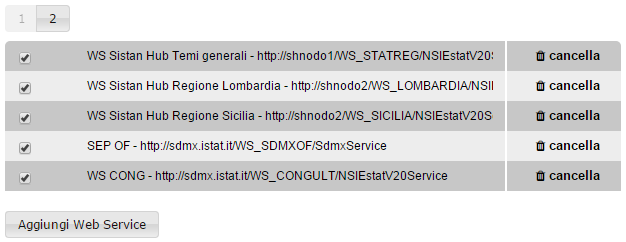 1 2
WS Sistan Hub Temi generali - http://shnodo1/WS_STATREG/NSIEstatV20S cancella
WS Sistan Hub Regione Lombardia - http://shnodo2/WS_LOMBARDIA/NSI cancella
WS Sistan Hub Regione Sicilia - http://shnodo2/WS_SICILIA/NSIEstatV20S cancella
SEP OF - http://sdmx.istat.it/WS_SDMXOF/SdmxService cancella
WS CONG - http://sdmx.istat.it/WS_CONGULT/NSIEstatV20Service cancella
Aggiungi Web Service